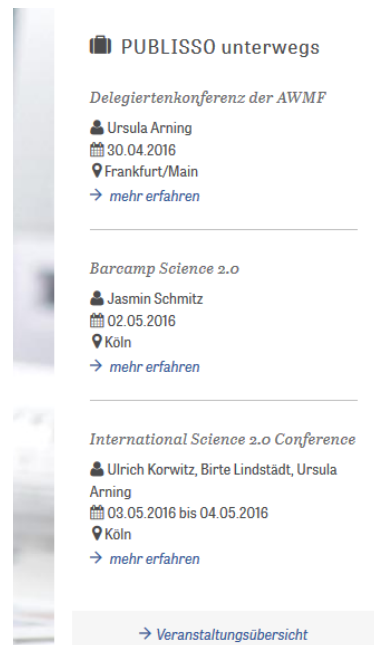 PUBLISSO unterwegs
Delegiertenkonferenz der AWMF
Ursula Arning
30.04.2016
Frankfurt/Main
→ mehr erfahren
Barcamp Science 2.0
Jasmin Schmitz
02.05.2016
Köln
→ mehr erfahren
International Science 2.0 Conference
Ulrich Korwitz, Birte Lindstädt, Ursula
Arning
03.05.2016 bis 04.05.2016
Köln
→ mehr erfahren
→ Veranstaltungsübersicht